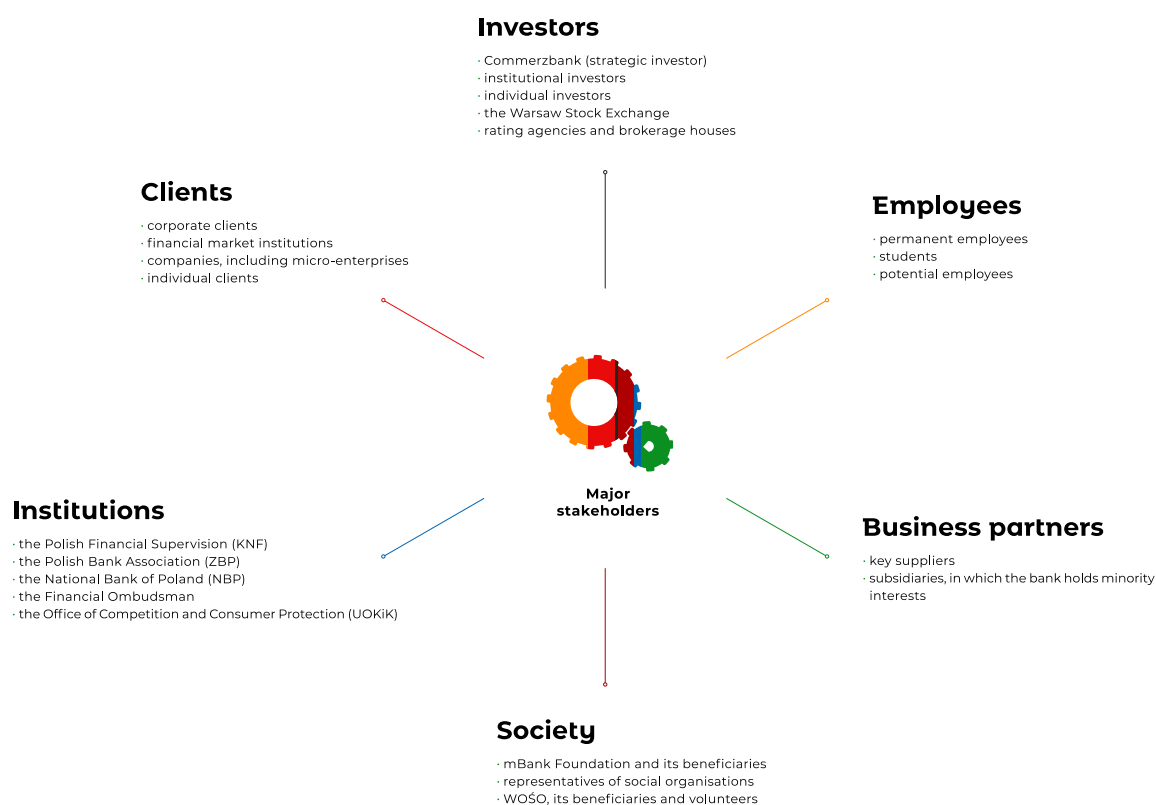 Investors
· Commerzbank (strategic investor)
· institutional investors
· individual investors
· the Warsaw Stock Exchange
· rating agencies and brokerage houses
Clients
· corporate clients
· financial market institutions
· companies, including micro-enterprises
· individual clients
Employees
· permanent employees
· students
· potential employees
Major
stakeholders
Institutions
· the Polish Financial Supervision (KNF)
· the Polish Bank Association (ZBP)
· the National Bank of Poland (NBP)
· the Financial Ombudsman
· the Office of Competition and Consumer Protection (UOKiK)
Business partners
· key suppliers
· subsidiaries, in which the bank holds minority
interests
Society
· mBank Foundation and its beneficiaries
· representatives of social organisations
· WOŚO, its beneficiaries and volunteers